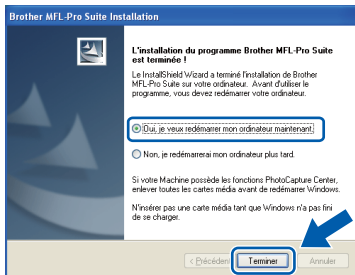 Brother MFL-Pro Suite Installation
L'installation du programme Brother MFL-Pro Suite
est terminée !
Le InstallShield Wizard a terminé l'installation de Brother
MFL-Pro Suite sur votre ordinateur. Avant d'utiliser le
programme, vous devez redémarrer votre ordinateur.
Oui, je veux redémarrer mon ordinateur maintenant.
Non, je redémarrerai mon ordinateur plus tard.
Si votre Machine possède les fonctions PhotoCapture Center,
enlever toutes les cartes média avant de redémarrer Windows.
N'insérer pas une carte média tant que Windows n'a pas fini
de se charger.
< Précédent Terminer Annuler